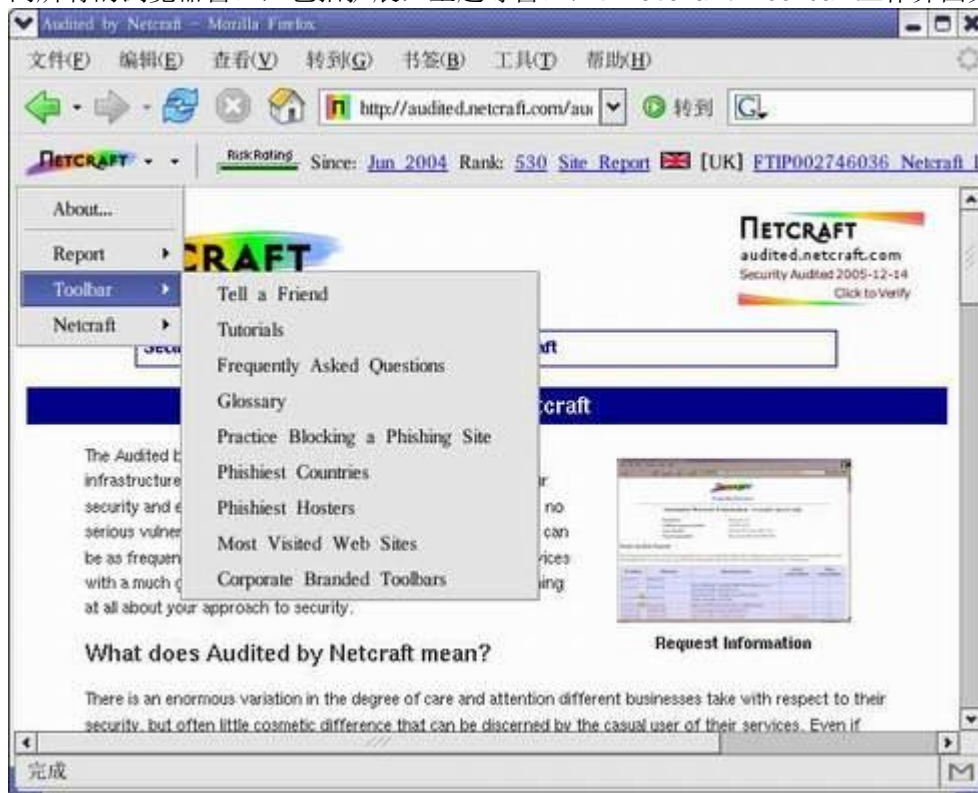 Audited by Netcraft - Mozilla Firefox
文件(F) 编辑(E) 查看(V) 转到(G) 书签(B) 工具(T) 帮助(H)
http://audited.netcraft.com/au 转到 G
NETCRAFT Risk Rating Since: Jun 2004 Rank: 530 Site Report [UK] FTIP002746036 Netcraft
About...
Report
Toolbar
Netcraft
CRAFT
NETCRAFT
audited.netcraft.com
Security Audited 2005-12-14
Click to Verify
Tell a Friend
Tutorials
Frequently Asked Questions
Glossary
Practice Blocking a Phishing Site
Phishiest Countries
Phishiest Hosters
Most Visited Web Sites
Corporate Branded Toolbars
The Audited b
infrastructure
security and e no
serious vulner can
be as frequen vices
with a much
at all about your approach to security.
Request Information
What does Audited by Netcraft mean?
There is an enormous variation in the degree of care and attention different businesses take with respect to their
security, but often little cosmetic difference that can be discerned by the casual user of their services. Even if
完成